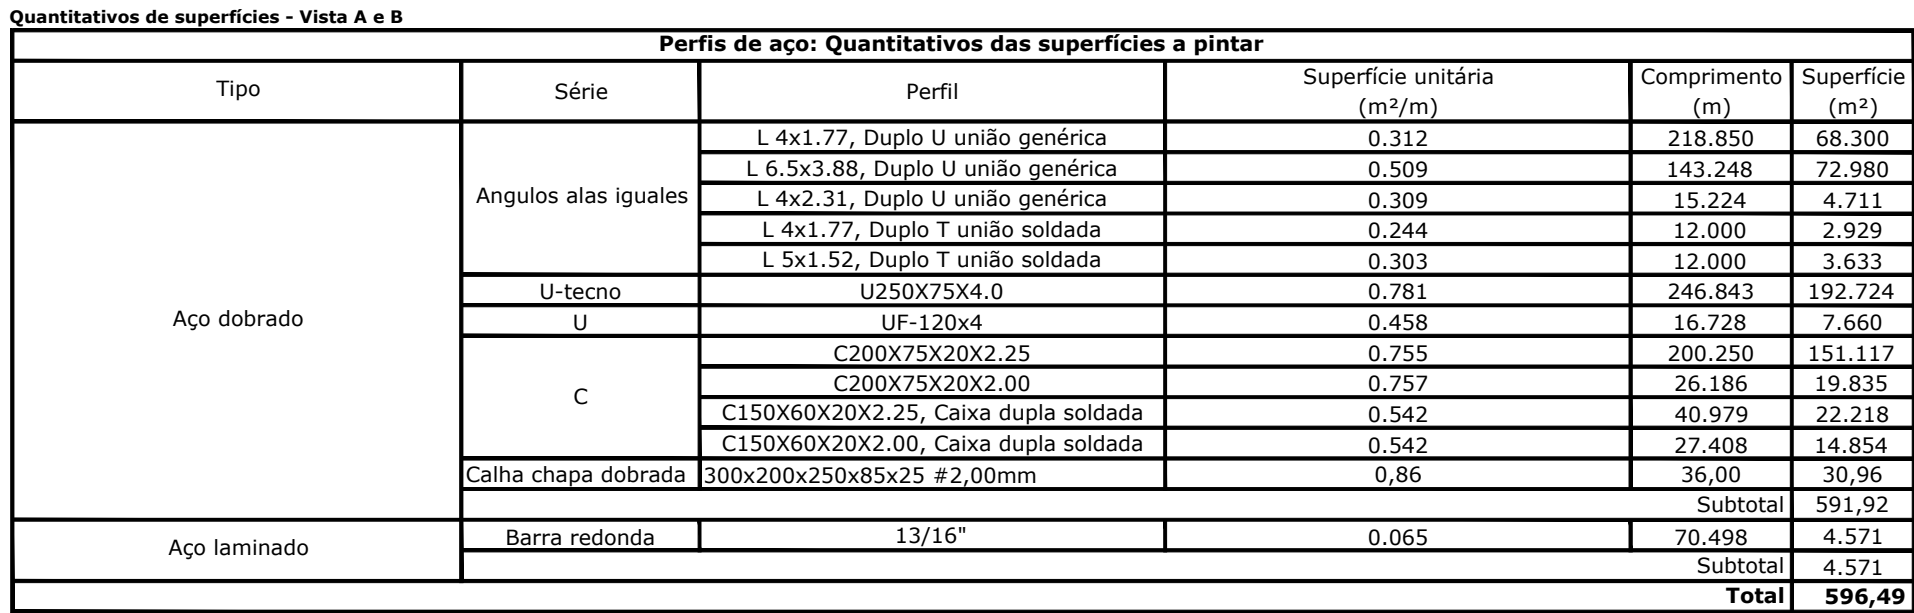 Quantitativos de superfícies - Vista A e B
Perfis de aço: Quantitativos das superfícies a pintar
Tipo Série Perfil Superfície unitária (m²/m) Comprimento (m) Superfície (m²)
Aço dobrado
Angulos alas iguales
L 4x1.77, Duplo U união genérica 0.312 218.850 68.300
L 6.5x3.88, Duplo U união genérica 0.509 143.248 72.980
L 4x2.31, Duplo U união genérica 0.309 15.224 4.711
L 4x1.77, Duplo T união soldada 0.244 12.000 2.929
L 5x1.52, Duplo T união soldada 0.303 12.000 3.633
U-tecno U250X75X4.0 0.781 246.843 192.724
U UF-120x4 0.458 16.728 7.660
C
C200X75X20X2.25 0.755 200.250 151.117
C200X75X20X2.00 0.757 26.186 19.835
C150X60X20X2.25, Caixa dupla soldada 0.542 40.979 22.218
C150X60X20X2.00, Caixa dupla soldada 0.542 27.408 14.854
Calha chapa dobrada 300x200x250x85x25 #2,00mm 0,86 36,00 30,96
Subtotal 591,92
Aço laminado
Barra redonda 13/16" 0.065 70.498 4.571
Subtotal 4.571
Total 596,49